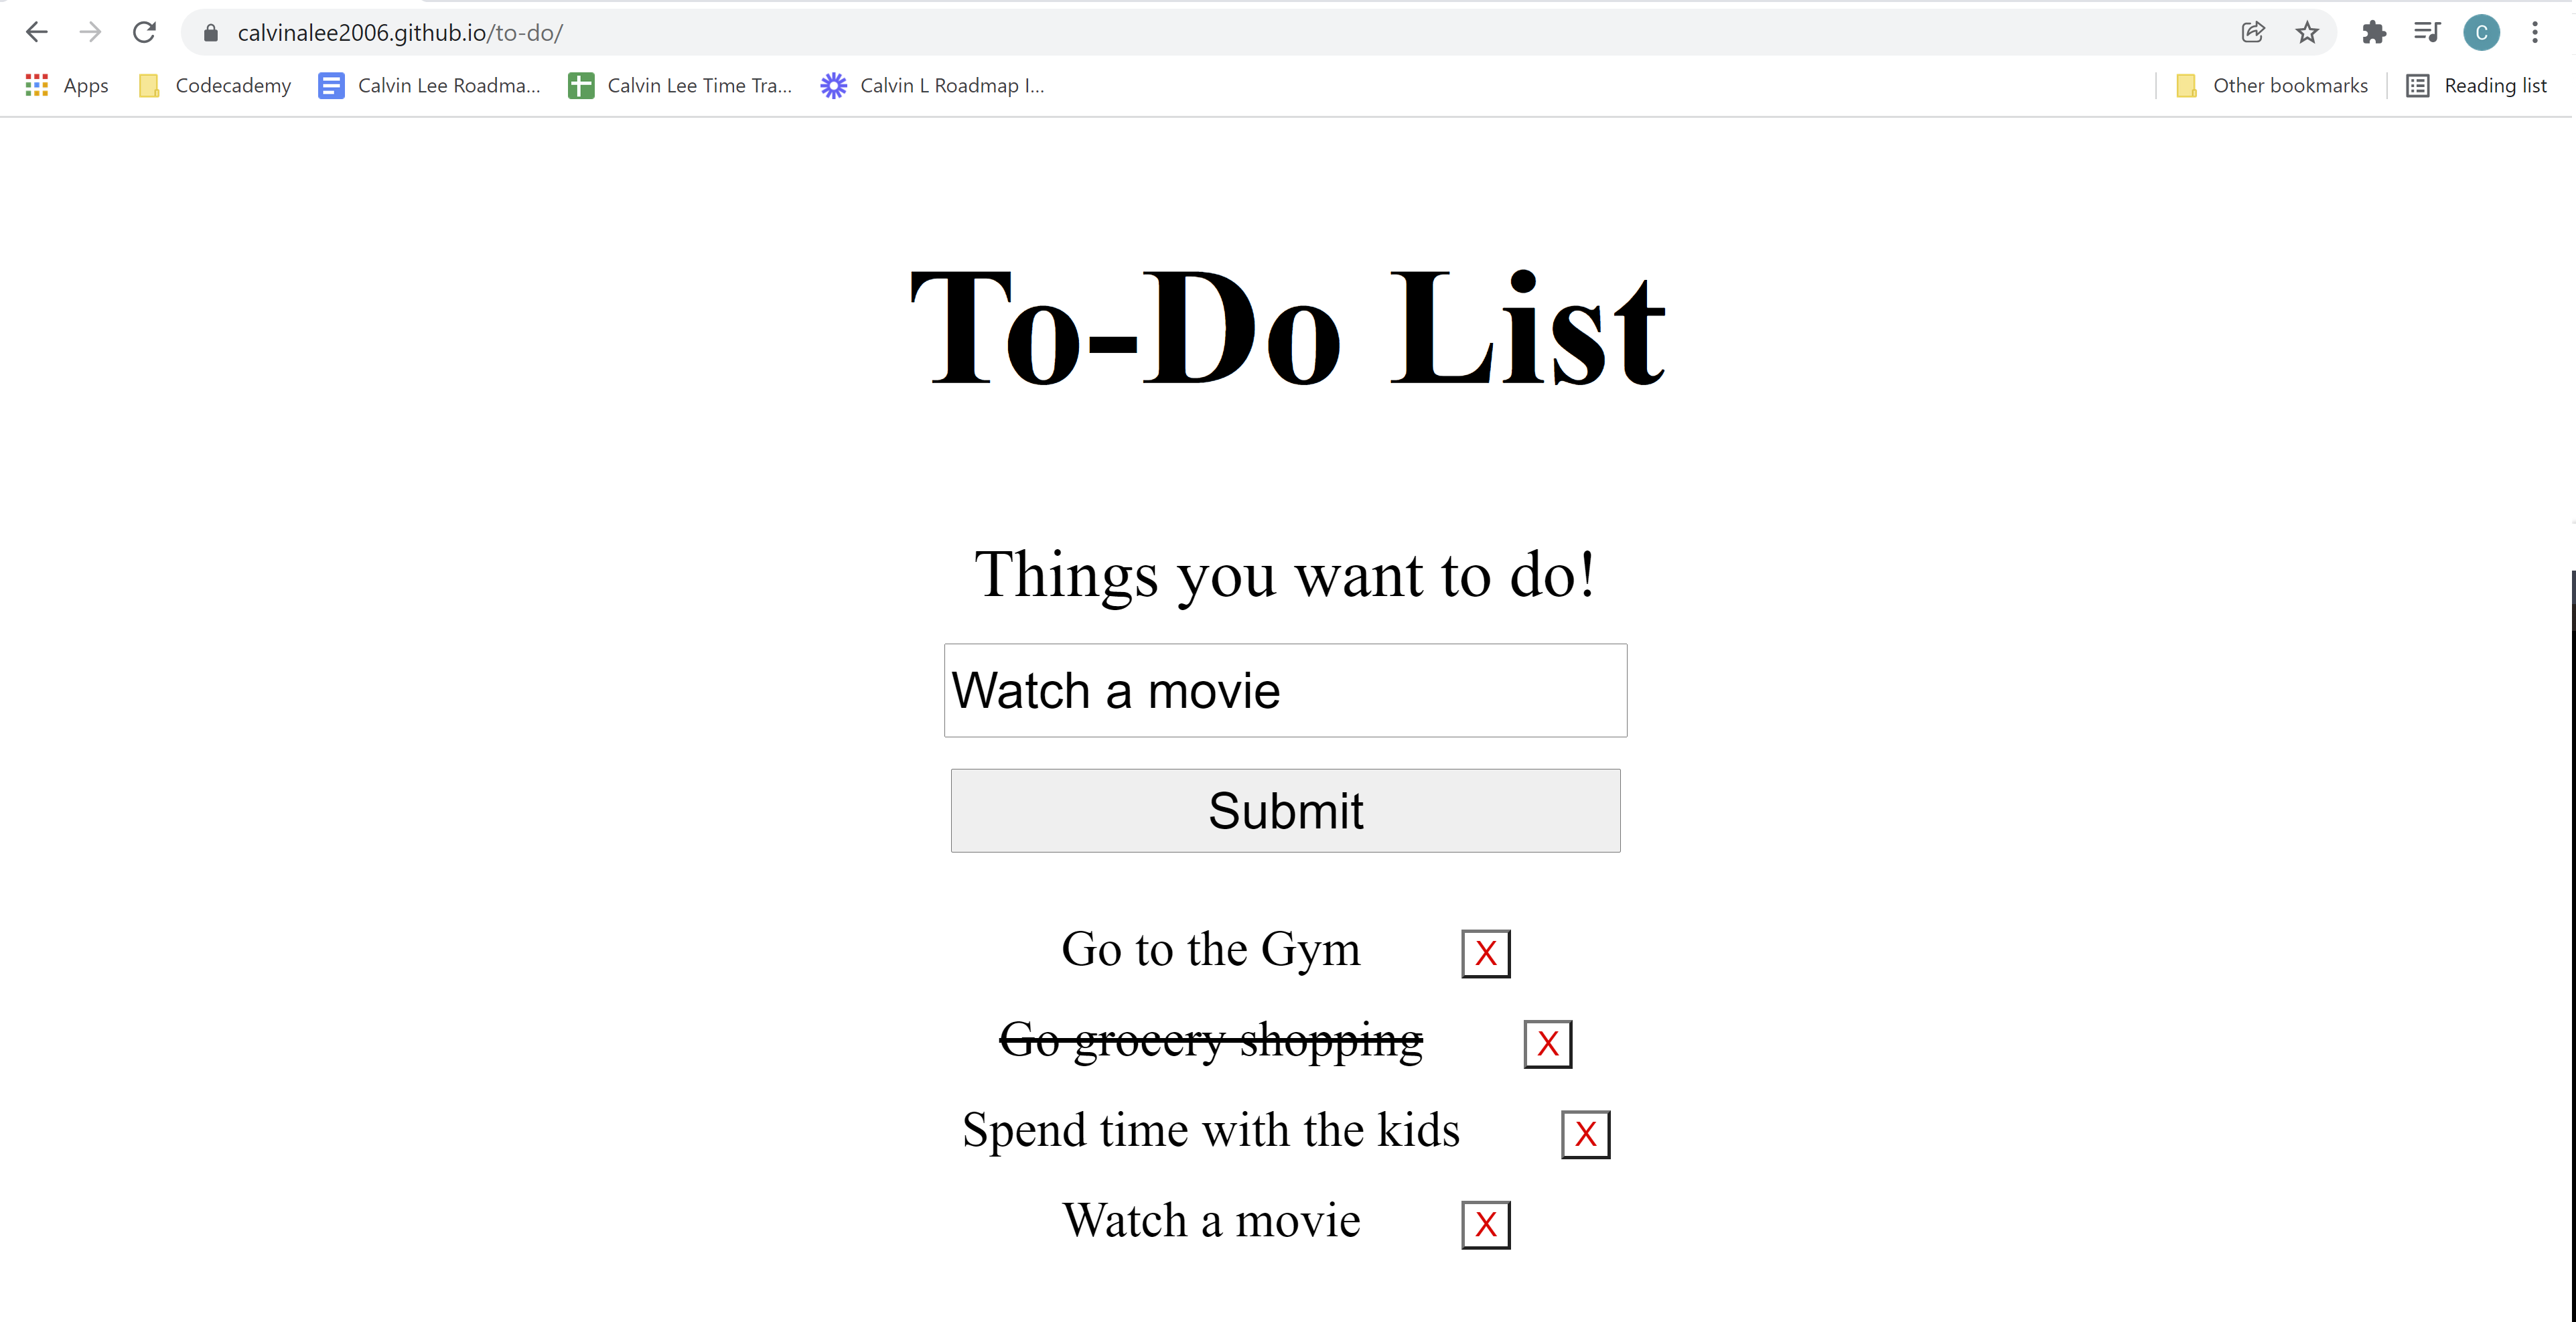 calvinalee2006.github.io/to-do/
C
Apps Codecademy Calvin Lee Roadma... Calvin Lee Time Tra... Calvin L Roadmap I... Other bookmarks Reading list
To-Do List
Things you want to do!
Watch a movie
Submit
Go to the Gym X
Go grocery shopping X
Spend time with the kids X
Watch a movie X